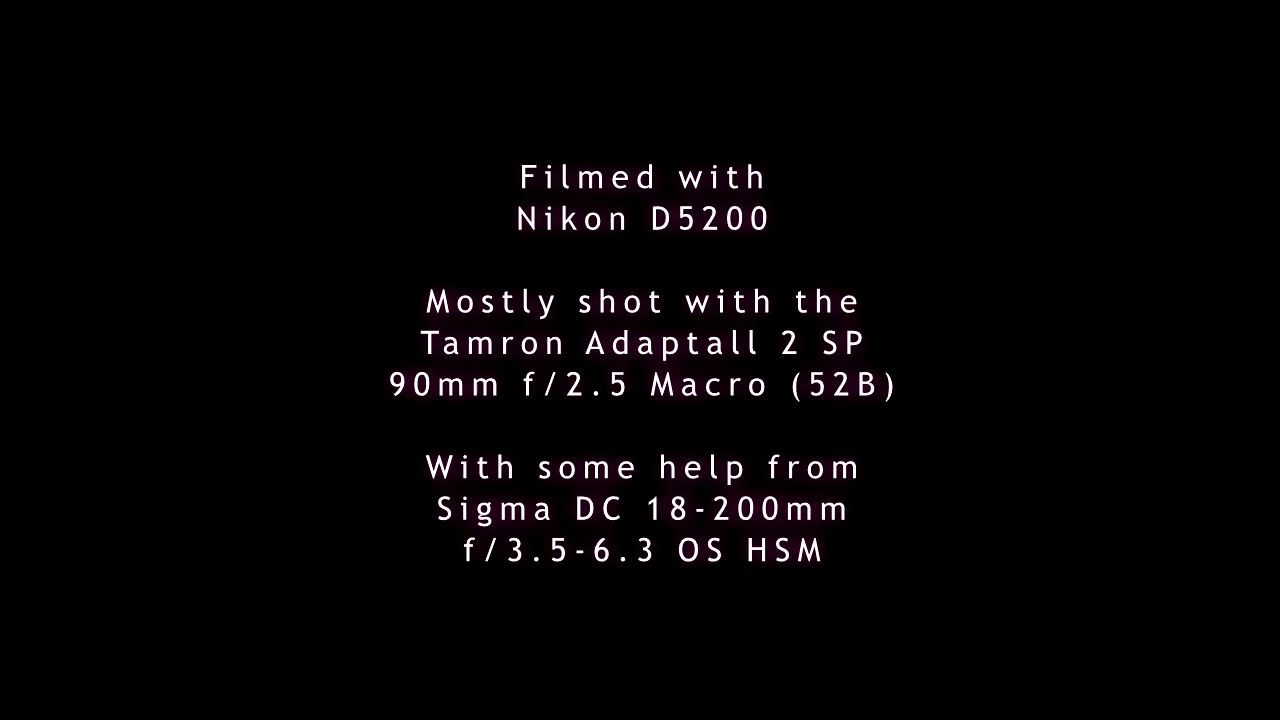 Filmed with
Nikon D5200
Mostly shot with the
Tamron Adaptall 2 SP
90mm f/2.5 Macro (52B)
With some help from
Sigma DC 18-200mm
f/3.5-6.3 OS HSM